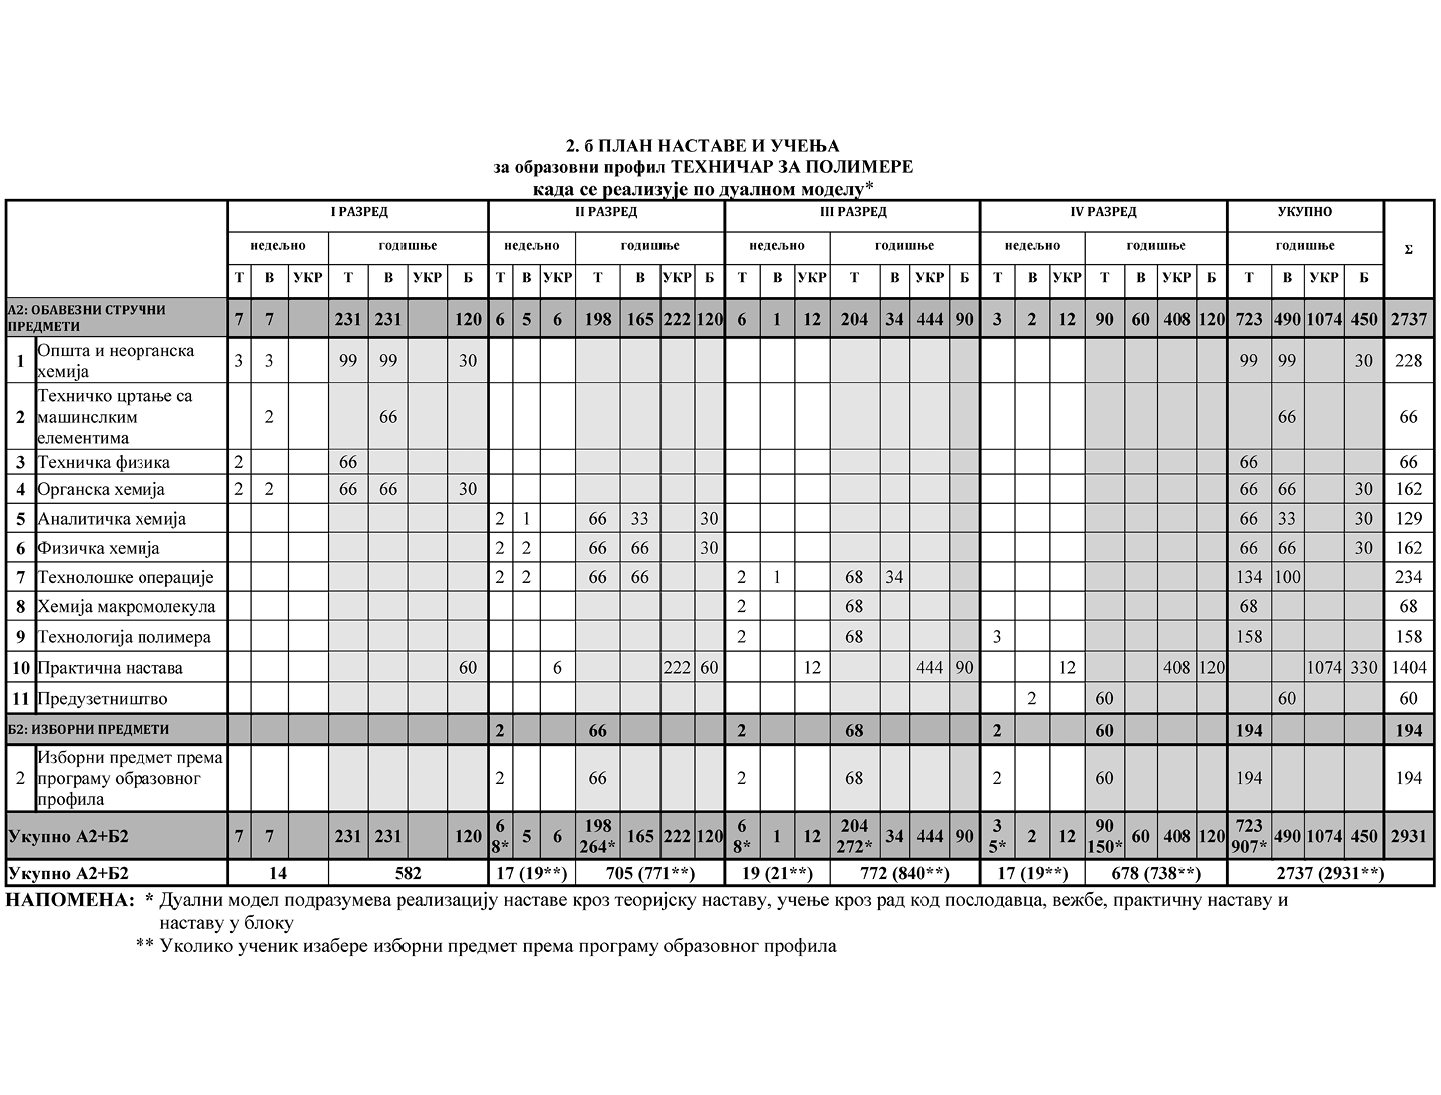 2. б ПЛАН НАСТАВЕ И УЧЕЊА
за образовни профил ТЕХНИЧАР ЗА ПОЛИМЕРЕ
када се реализује по дуалном моделу*
I РАЗРЕД II РАЗРЕД III РАЗРЕД IV РАЗРЕД УКУПНО Σ
недељно годишње недељно годишње недељно годишње недељно годишње годишње
Т В УКР Т В УКР Б Т В УКР Т В УКР Б Т В УКР Т В УКР Б Т В УКР Т В УКР Б Т В УКР Б
А2: ОБАВЕЗНИ СТРУЧНИ
ПРЕДМЕТИ
7 7 231 231 120 6 5 6 198 165 222 120 6 1 12 204 34 444 90 3 2 12 90 60 408 120 723 490 1074 450 2737
1 Општа и неорганска
хемија
3 3 99 99 30 99 99 30 228
2 Техничко цртање са
машинслким
елементима
2 66 66 66
3 Техничка физика 2 66 66 66
4 Органска хемија 2 2 66 66 30 66 66 30 162
5 Аналитичка хемија 2 1 66 33 30 66 33 30 129
6 Физичка хемија 2 2 66 66 30 66 66 30 162
7 Технолошке операције 2 2 66 66 2 1 68 34 134 100 234
8 Хемија макромолекула 2 68 68 68
9 Технологија полимера 2 68 3 158 158
10 Практична настава 60 6 222 60 12 444 90 12 408 120 1074 330 1404
11 Предузетништво 2 60 60 60
Б2: ИЗБОРНИ ПРЕДМЕТИ 2 66 2 68 2 60 194 194
2 Изборни предмет према
програму образовног
профила
2 66 2 68 2 60 194 194
Укупно А2+Б2 7 7 231 231 120 6 8* 5 6 198 264* 165 222 120 6 8* 1 12 204 272* 34 444 90 3 5* 2 12 90 150* 60 408 120 723 907* 490 1074 450 2931
Укупно А2+Б2 14 582 17 (19**) 705 (771**) 19 (21**) 772 (840**) 17 (19**) 678 (738**) 2737 (2931**)
НАПОМЕНА: * Дуални модел подразумева реализацију наставе кроз теоријску наставу, учење кроз рад код послодавца, вежбе, практичну наставу и
наставу у блоку
** Уколико ученик изабере изборни предмет према програму образовног профила